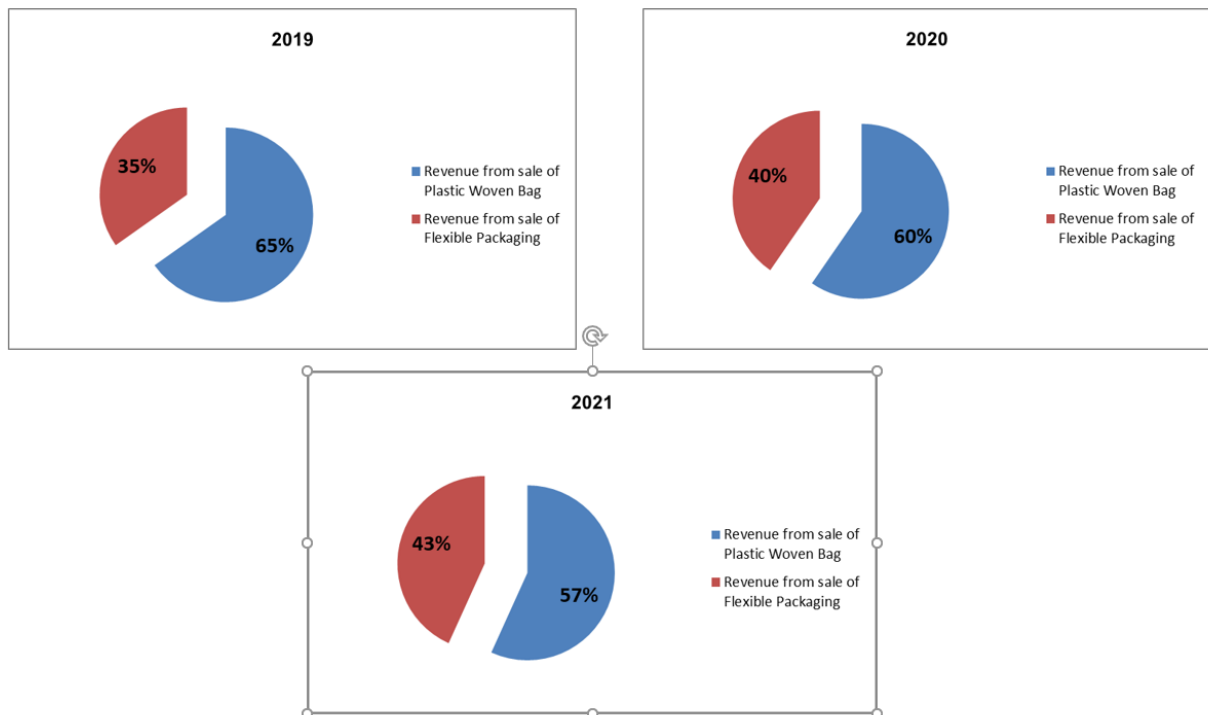 2019
35%
65%
Revenue from sale of
Plastic Woven Bag
Revenue from sale of
Flexible Packaging
2020
40%
60%
Revenue from sale of
Plastic Woven Bag
Revenue from sale of
Flexible Packaging
2021
43%
57%
Revenue from sale of
Plastic Woven Bag
Revenue from sale of
Flexible Packaging